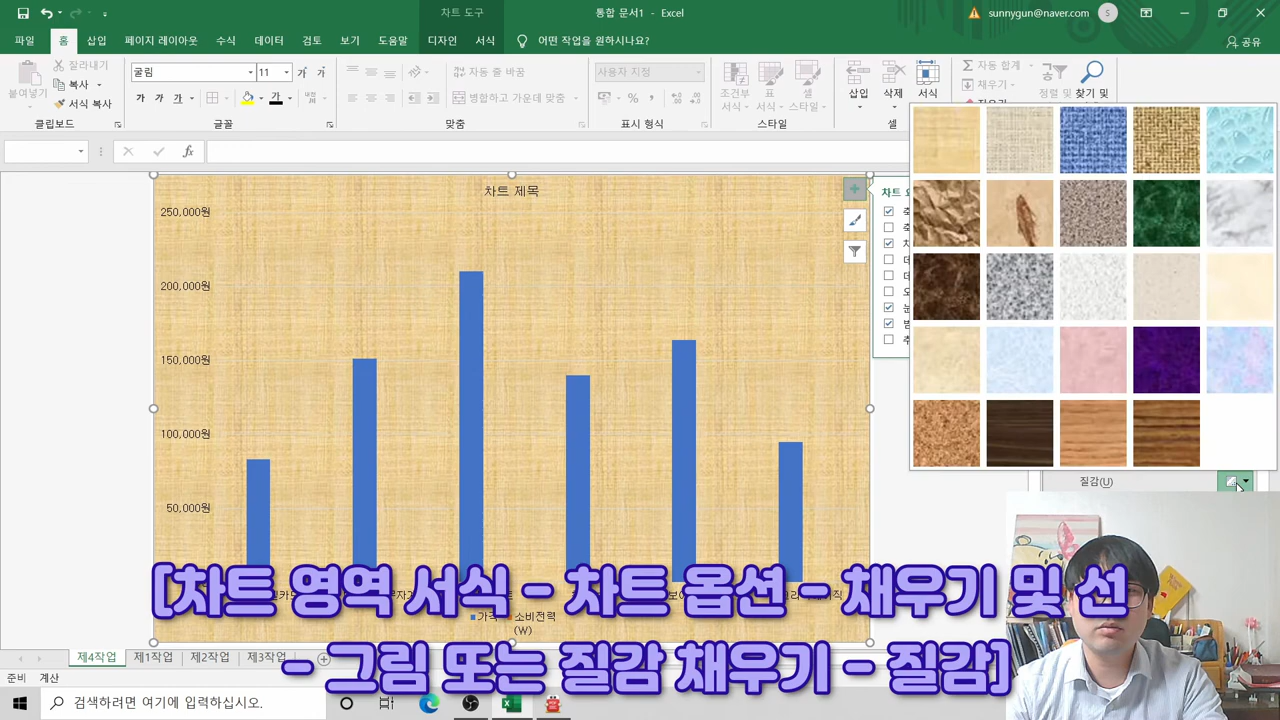 차트 도구
통합 문서1 - Excel
sunnygun@naver.com
S
파일
홈
삽입
페이지 레이아웃
수식
데이터
검토
보기
도움말
디자인
서식
어떤 작업을 원하시나요?
공유
붙여넣기
잘라내기
복사
서식 복사
클립보드
굴림
11
가 가
가 가 가
글꼴
자동 줄 바꿈
병합하고 가운데 맞춤
맞춤
사용자 지정
%
표시 형식
조건부 서식
표 서식
셀 스타일
스타일
삽입
삭제
서식
셀
자동 합계
채우기
정렬 및
찾기 및
fx
차트 제목
250,000원
200,000원
150,000원
100,000원
50,000원
가격
소비전력
(W)
차트
질감(U)
[차트 영역 서식 - 차트 옵션 - 채우기 및 선
- 그림 또는 질감 채우기 - 질감]
제4작업
제1작업
제2작업
제3작업
준비
계산
검색하려면 여기에 입력하십시오.